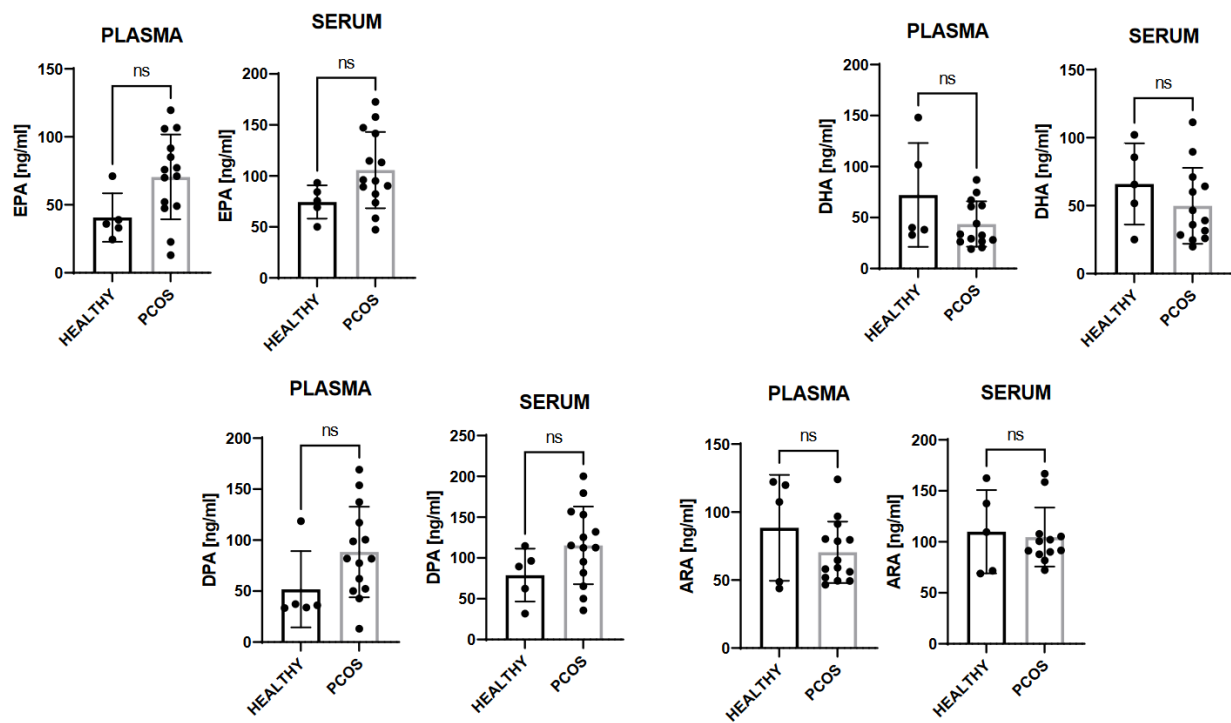 PLASMA
ns
EPA [ng/ml]
150
100
50
0
HEALTHY
PCOS
SERUM
ns
EPA [ng/ml]
200
150
100
50
0
HEALTHY
PCOS
PLASMA
ns
DHA [ng/ml]
200
150
100
50
0
HEALTHY
PCOS
SERUM
ns
DHA [ng/ml]
150
100
50
0
HEALTHY
PCOS
PLASMA
ns
DPA [ng/ml]
200
150
100
50
0
HEALTHY
PCOS
SERUM
ns
DPA [ng/ml]
250
200
150
100
50
0
HEALTHY
PCOS
PLASMA
ns
ARA [ng/ml]
150
100
50
0
HEALTHY
PCOS
SERUM
ns
ARA [ng/ml]
200
150
100
50
0
HEALTHY
PCOS